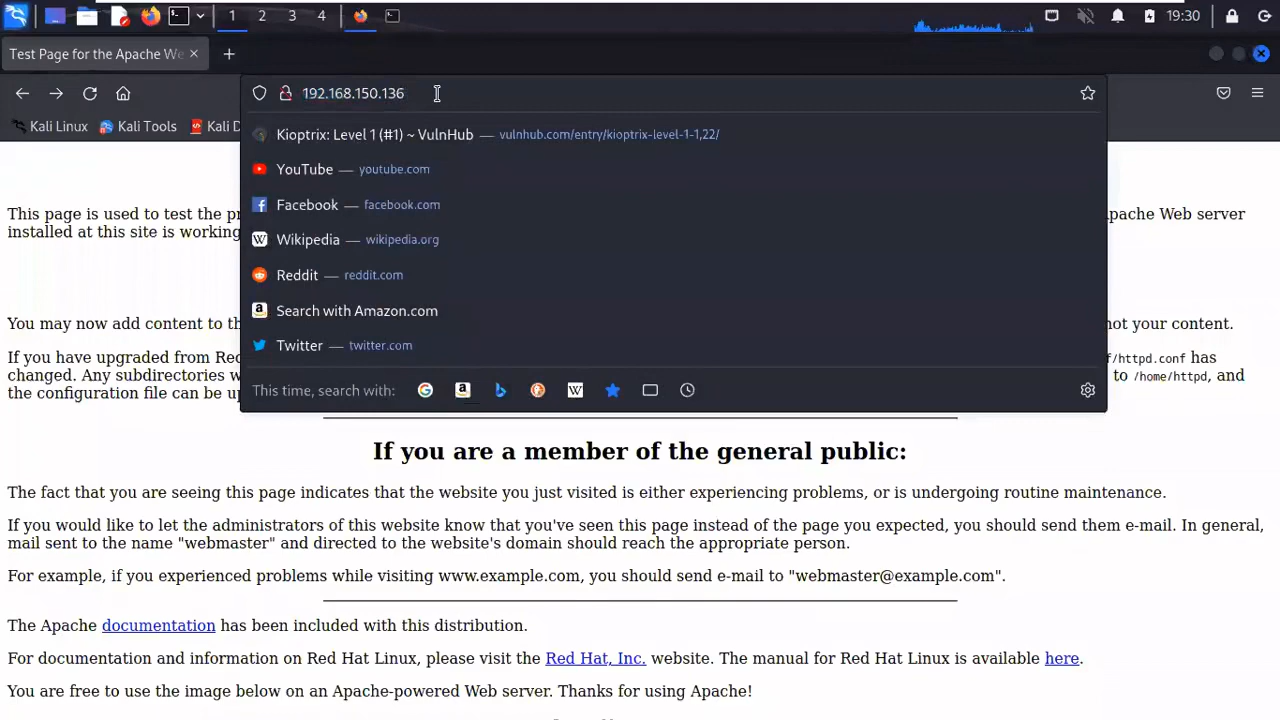 1 2 3 4 19:30
Test Page for the Apache We
192.168.150.136
Kali Linux Kali Tools Kali D
Kioptrix: Level 1 (#1) ~ VulnHub — vulnhub.com/entry/kioptrix-level-1-1,22/
YouTube — youtube.com
Facebook — facebook.com
Wikipedia — wikipedia.org
Reddit — reddit.com
Search with Amazon.com
Twitter — twitter.com
This time, search with:
This page is used to test the pr pache Web server
installed at this site is working
You may now add content to th not your content.
If you have upgraded from Red f/httpd.conf has
changed. Any subdirectories w to /home/httpd, and
the configuration file can be up
If you are a member of the general public:
The fact that you are seeing this page indicates that the website you just visited is either experiencing problems, or is undergoing routine maintenance.
If you would like to let the administrators of this website know that you've seen this page instead of the page you expected, you should send them e-mail. In general,
mail sent to the name "webmaster" and directed to the website's domain should reach the appropriate person.
For example, if you experienced problems while visiting www.example.com, you should send e-mail to "webmaster@example.com".
The Apache documentation has been included with this distribution.
For documentation and information on Red Hat Linux, please visit the Red Hat, Inc. website. The manual for Red Hat Linux is available here.
You are free to use the image below on an Apache-powered Web server. Thanks for using Apache!